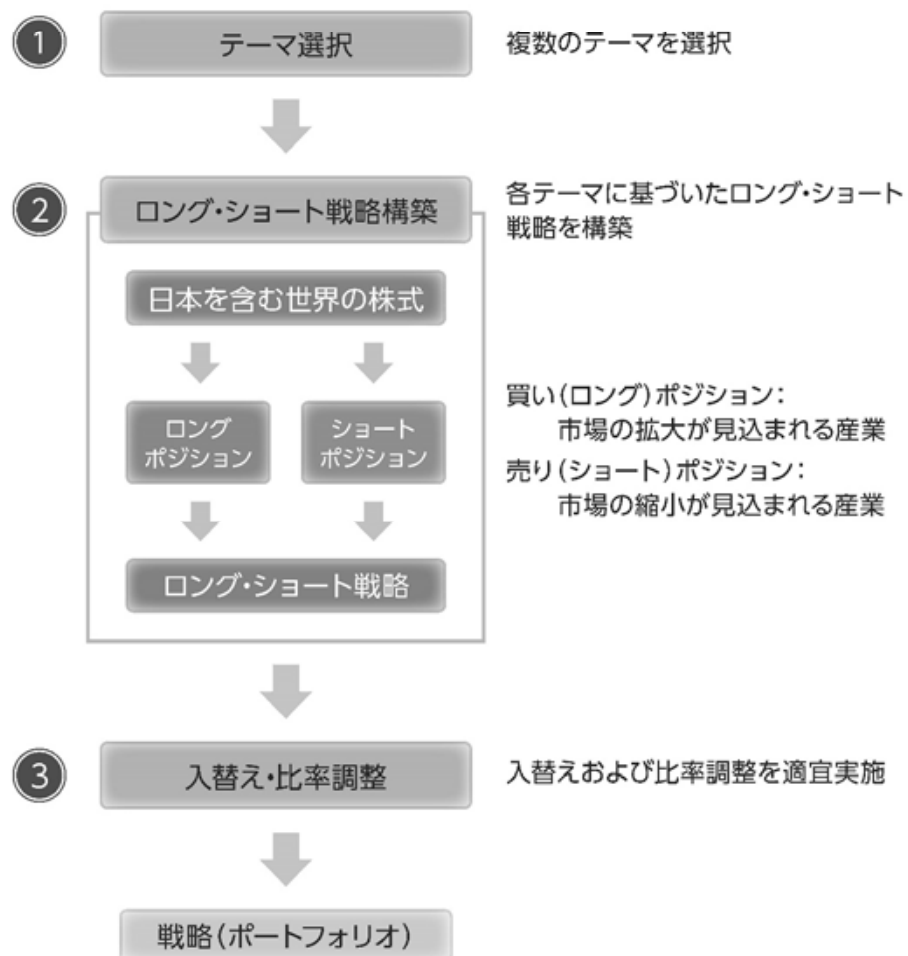 1
テーマ選択
複数のテーマを選択
2
ロング・ショート戦略構築
各テーマに基づいたロング・ショート
戦略を構築
日本を含む世界の株式
ロング
ポジション
ショート
ポジション
買い(ロング)ポジション:
市場の拡大が見込まれる産業
売り(ショート)ポジション:
市場の縮小が見込まれる産業
ロング・ショート戦略
3
入替え・比率調整
入替えおよび比率調整を適宜実施
戦略(ポートフォリオ)